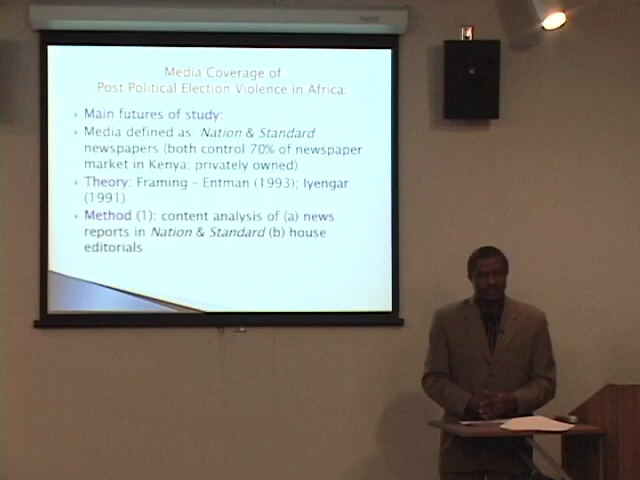 Media Coverage of
Post Political Election Violence in Africa:
Main futures of study:
Media defined as: Nation & Standard
newspapers (both control 70% of newspaper
market in Kenya; privately owned)
Theory: Framing – Entman (1993); Iyengar
(1991)
Method (1): content analysis of (a) news
reports in Nation & Standard (b) house
editorials